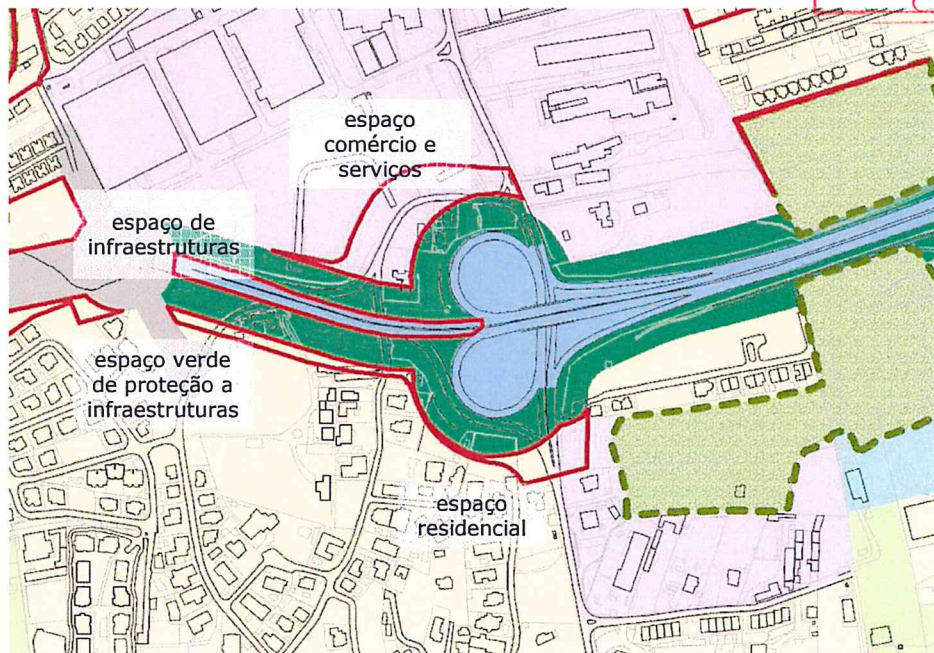 espaço
comércio e
serviços
espaço de
infraestruturas
espaço verde
de proteção a
infraestruturas
espaço
residencial